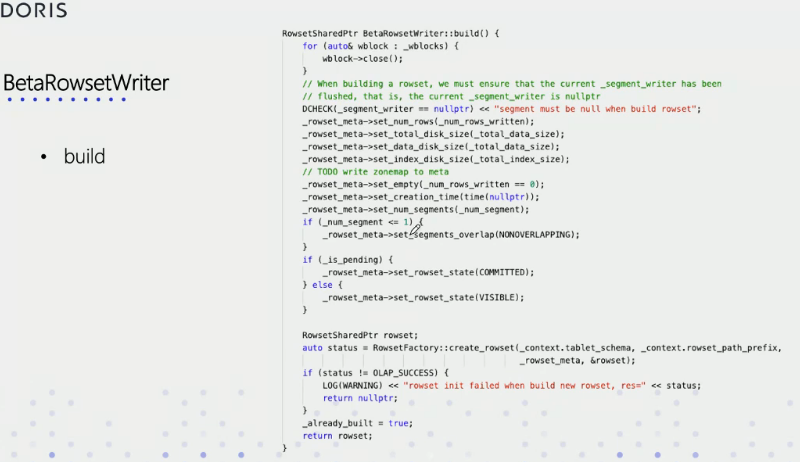 DORIS
BetaRowsetWriter
• build
RowsetSharedPtr BetaRowsetWriter::build() {
    for (auto& wblock : _wblocks) {
        wblock->close();
    }
    // When building a rowset, we must ensure that the current _segment_writer has been
    // flushed, that is, the current _segment_writer is nullptr
    DCHECK(_segment_writer == nullptr) << "segment must be null when build rowset";
    _rowset_meta->set_num_rows(_num_rows_written);
    _rowset_meta->set_total_disk_size(_total_data_size);
    _rowset_meta->set_data_disk_size(_total_data_size);
    _rowset_meta->set_index_disk_size(_total_index_size);
    // TODO write zonemap to meta
    _rowset_meta->set_empty(_num_rows_written == 0);
    _rowset_meta->set_creation_time(time(nullptr));
    _rowset_meta->set_num_segments(_num_segment);
    if (_num_segment <= 1) {
        _rowset_meta->set_segments_overlap(NONOVERLAPPING);
    }
    if (_is_pending) {
        _rowset_meta->set_rowset_state(COMMITTED);
    } else {
        _rowset_meta->set_rowset_state(VISIBLE);
    }
    RowsetSharedPtr rowset;
    auto status = RowsetFactory::create_rowset(_context.tablet_schema, _context.rowset_path_prefix,
                                               _rowset_meta, &rowset);
    if (status != OLAP_SUCCESS) {
        LOG(WARNING) << "rowset init failed when build new rowset, res=" << status;
        return nullptr;
    }
    _already_built = true;
    return rowset;
}